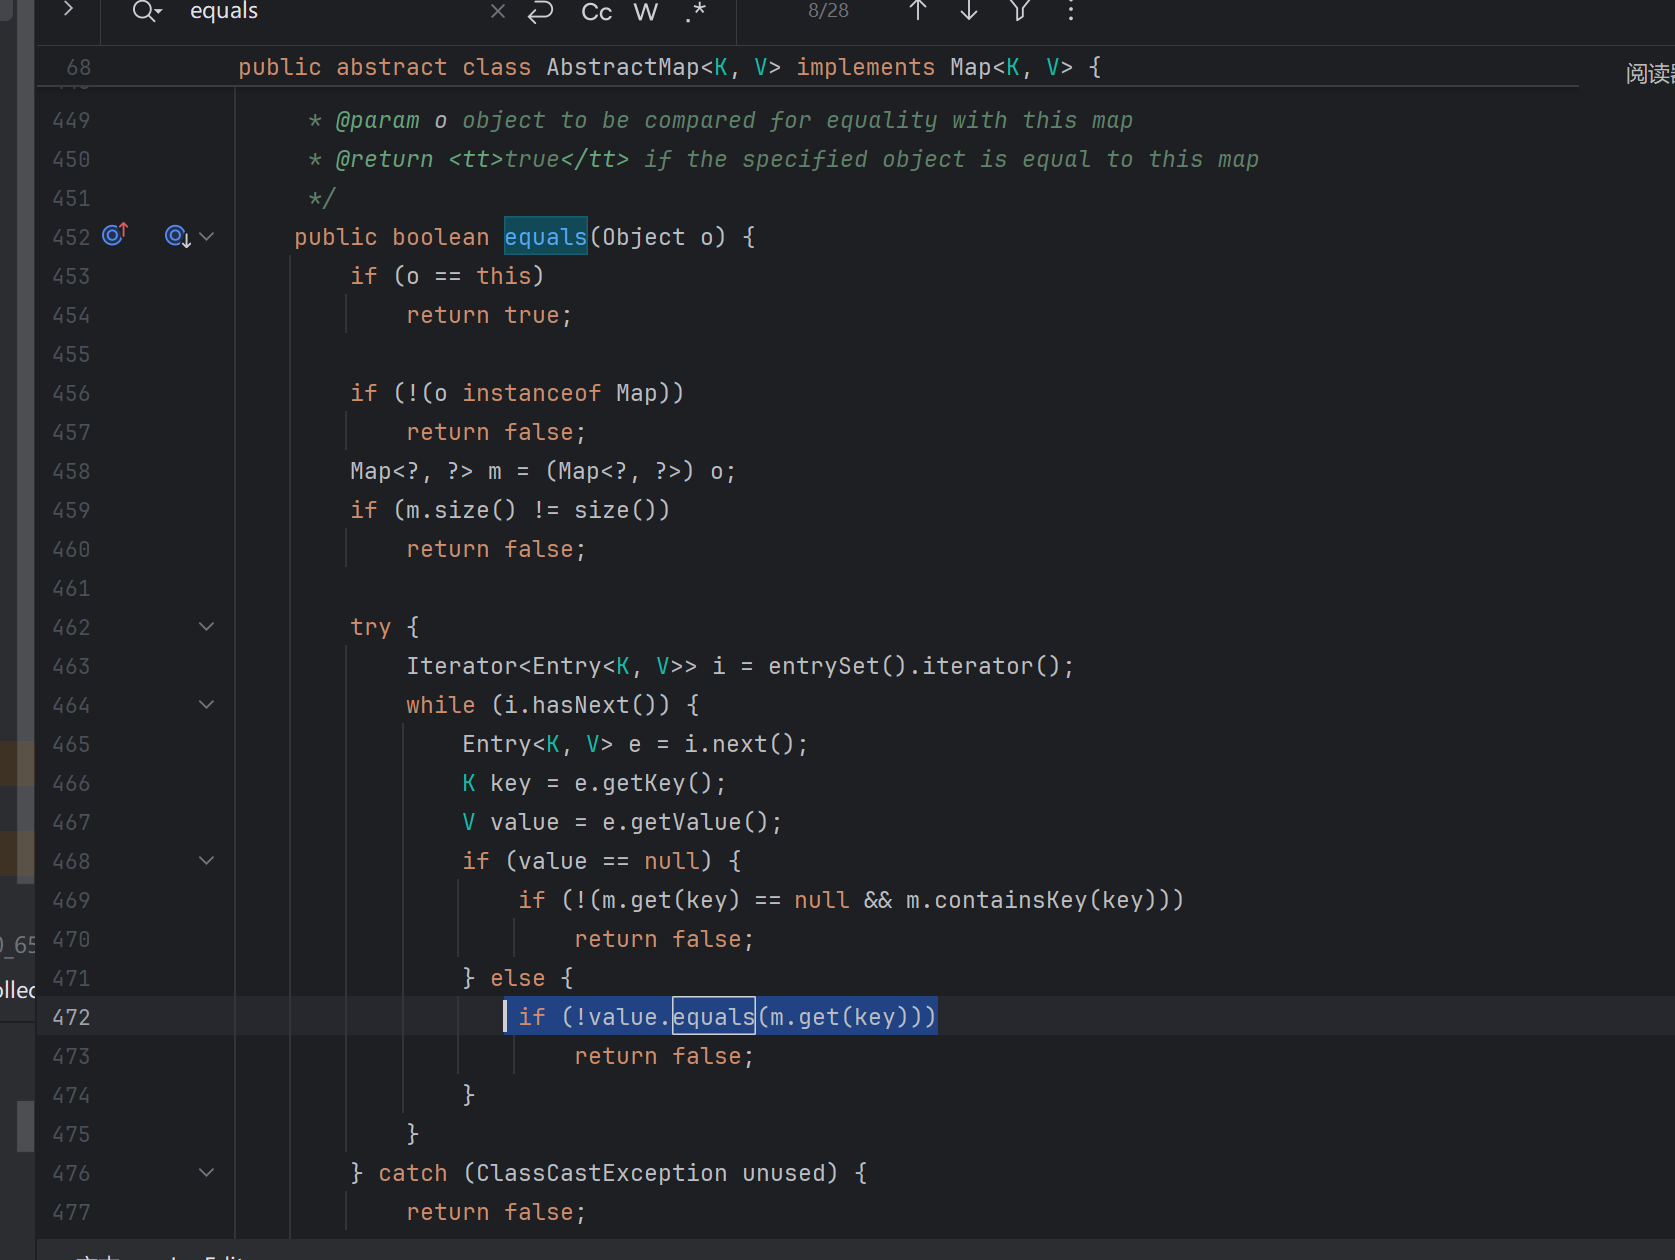 equals
Cc W .* 8/28
68 public abstract class AbstractMap<K, V> implements Map<K, V> {
449 * @param o object to be compared for equality with this map
450 * @return <tt>true</tt> if the specified object is equal to this map
451 */
452 public boolean equals(Object o) {
453 if (o == this)
454 return true;
455
456 if (!(o instanceof Map))
457 return false;
458 Map<?, ?> m = (Map<?, ?>) o;
459 if (m.size() != size())
460 return false;
461
462 try {
463 Iterator<Entry<K, V>> i = entrySet().iterator();
464 while (i.hasNext()) {
465 Entry<K, V> e = i.next();
466 K key = e.getKey();
467 V value = e.getValue();
468 if (value == null) {
469 if (!(m.get(key) == null && m.containsKey(key)))
470 return false;
471 } else {
472 if (!value.equals(m.get(key)))
473 return false;
474 }
475 }
476 } catch (ClassCastException unused) {
477 return false;
阅读
_65
ollec